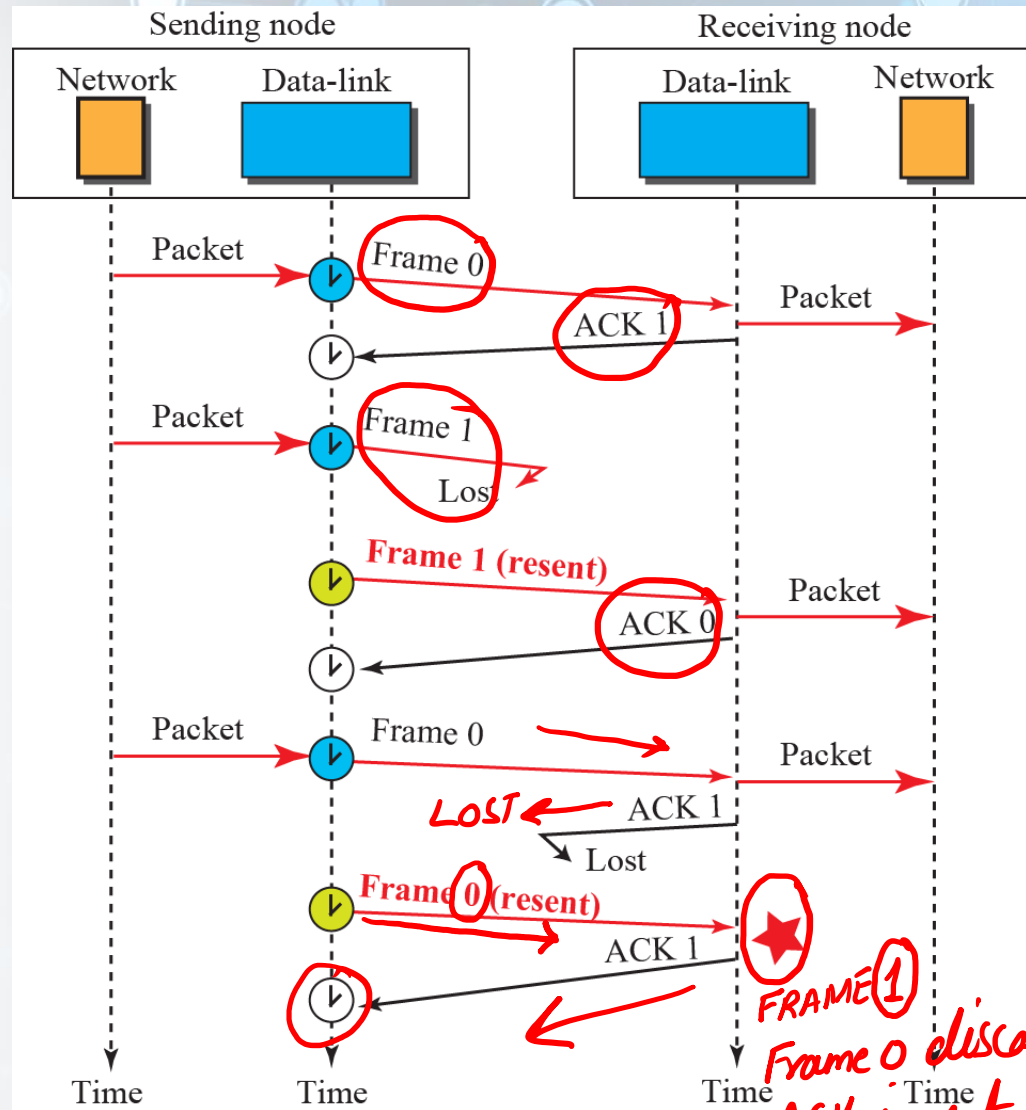 Sending node
Receiving node
Network
Data-link
Data-link
Network
Packet
Frame 0
Packet
ACK 1
Packet
Frame 1
Lost
Frame 1 (resent)
Packet
ACK 0
Packet
Frame 0
Packet
LOST
ACK 1
Lost
Frame 0 (resent)
ACK 1
FRAME 1
Frame 0
Time
Time
Time
Time